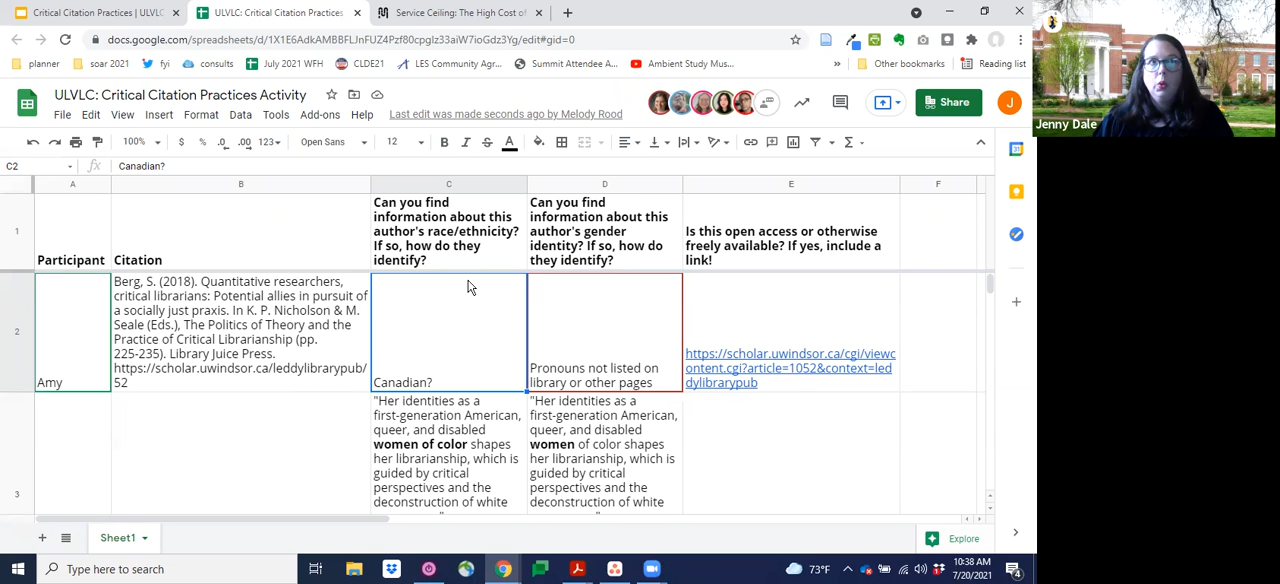 Critical Citation Practices | ULVLC
ULVLC: Critical Citation Practices
Service Ceiling: The High Cost of
docs.google.com/spreadsheets/d/1X1E6AdkAMBBFLJnFUZ4Pzf80cpglz33aiW7ioGdz3Yg/edit#gid=0
planner
soar 2021
fyi
consults
July 2021 WFH
CLDE21
LES Community Agr...
Summit Attendee A...
Ambient Study Mus...
»
Other bookmarks
Reading list
Jenny Dale
ULVLC: Critical Citation Practices Activity
File Edit View Insert Format Data Tools Add-ons Help
Last edit was made seconds ago by Melody Rood
Share
J
100%
$ % .0 .00 123
Open Sans
12
B I S A
C2
fx
Canadian?
A B C D E F
1
Participant
Citation
Can you find
information about this
author's race/ethnicity?
If so, how do they
identify?
Can you find
information about this
author's gender
identity? If so, how do
they identify?
Is this open access or otherwise
freely available? If yes, include a
link!
2
Amy
Berg, S. (2018). Quantitative researchers,
critical librarians: Potential allies in pursuit of
a socially just praxis. In K. P. Nicholson & M.
Seale (Eds.), The Politics of Theory and the
Practice of Critical Librarianship (pp.
225-235). Library Juice Press.
https://scholar.uwindsor.ca/leddylibrarypub/
52
Canadian?
Pronouns not listed on
library or other pages
https://scholar.uwindsor.ca/cgi/viewc
ontent.cgi?article=1052&context=led
dylibrarypub
3
"Her identities as a
first-generation American,
queer, and disabled
women of color shapes
her librarianship, which is
guided by critical
perspectives and the
deconstruction of white
"Her identities as a
first-generation American,
queer, and disabled
women of color shapes
her librarianship, which is
guided by critical
perspectives and the
deconstruction of white
Sheet1
Explore
Type here to search
73°F
10:38 AM
7/20/2021
4